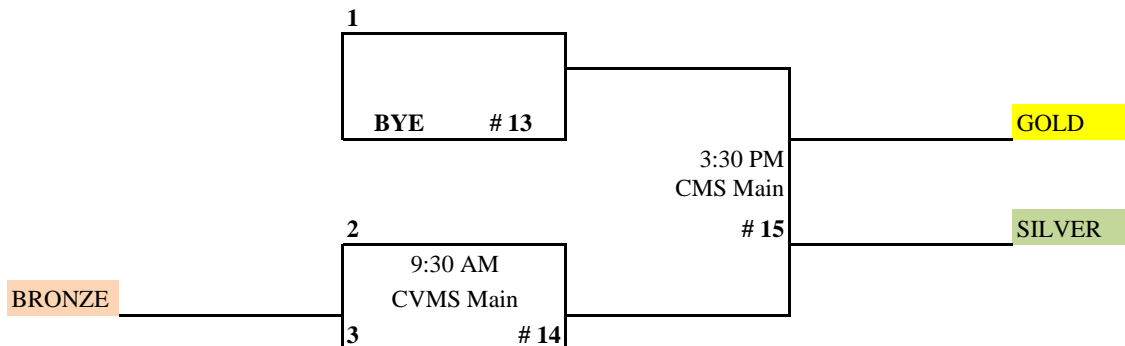 1
BYE # 13
GOLD
3:30 PM
CMS Main
# 15
2
SILVER
9:30 AM
BRONZE
CVMS Main
3 # 14